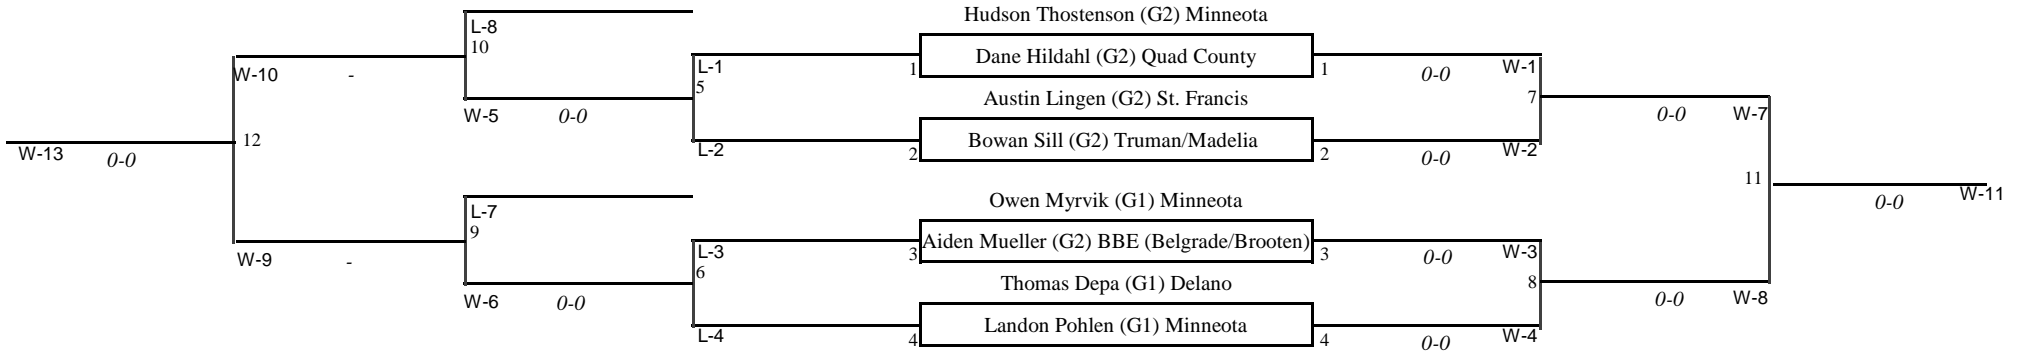 Hudson Thostenson (G2) Minneota
L-8
10
Dane Hildahl (G2) Quad County
W-10 -
L-1
1
1
0-0
W-1
5
7
Austin Lingen (G2) St. Francis
W-5 0-0
0-0 W-7
12
Bowan Sill (G2) Truman/Madelia
W-13 0-0
L-2
2
2
0-0
W-2
11
Owen Myrvik (G1) Minneota
0-0
W-11
L-7
9
Aiden Mueller (G2) BBE (Belgrade/Brooten)
W-9 -
L-3
3
3
0-0
W-3
6
8
Thomas Depa (G1) Delano
W-6 0-0
0-0 W-8
Landon Pohlen (G1) Minneota
L-4
4
4
0-0
W-4